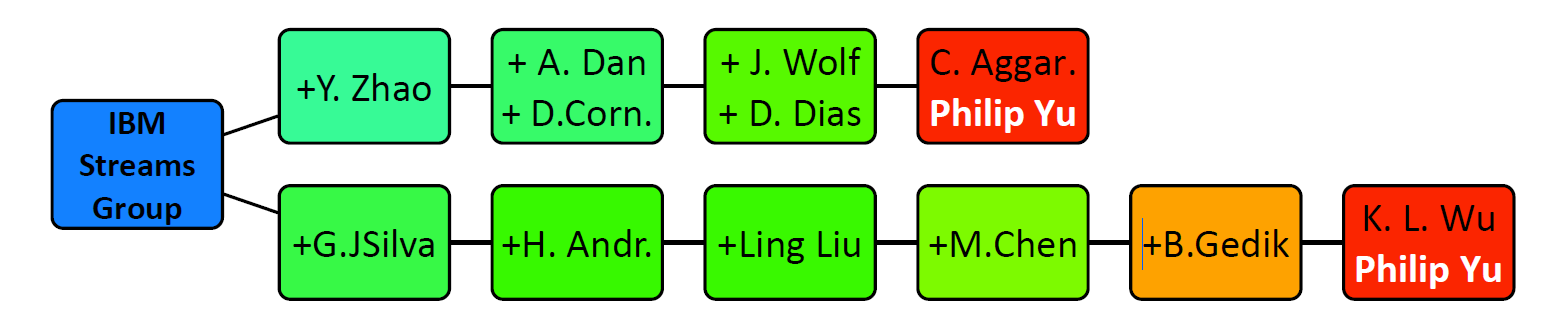 IBM
Streams
Group
+Y. Zhao
+ A. Dan
+ D.Corn.
+ J. Wolf
+ D. Dias
C. Aggar.
Philip Yu
+G.JSilva
+H. Andr.
+Ling Liu
+M.Chen
+B.Gedik
K. L. Wu
Philip Yu